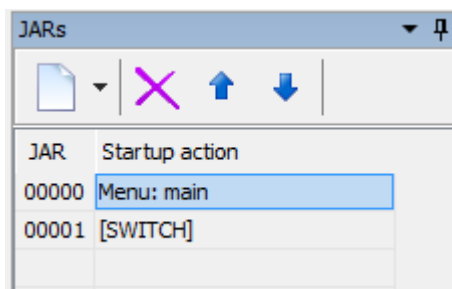 JARs
JAR Startup action
00000 Menu: main
00001 [SWITCH]